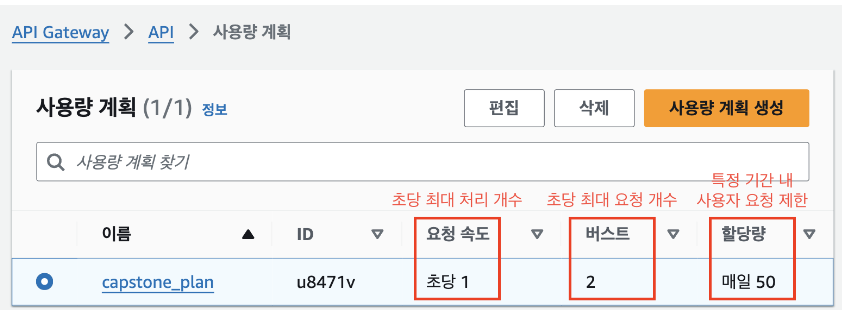 API Gateway > API > 사용량 계획
사용량 계획 (1/1) 정보 편집 삭제 사용량 계획 생성
사용량 계획 찾기
특정 기간 내
초당 최대 처리 개수 초당 최대 요청 개수 사용자 요청 제한
이름 ID 요청 속도 버스트 할당량
capstone_plan u8471v 초당 1 2 매일 50